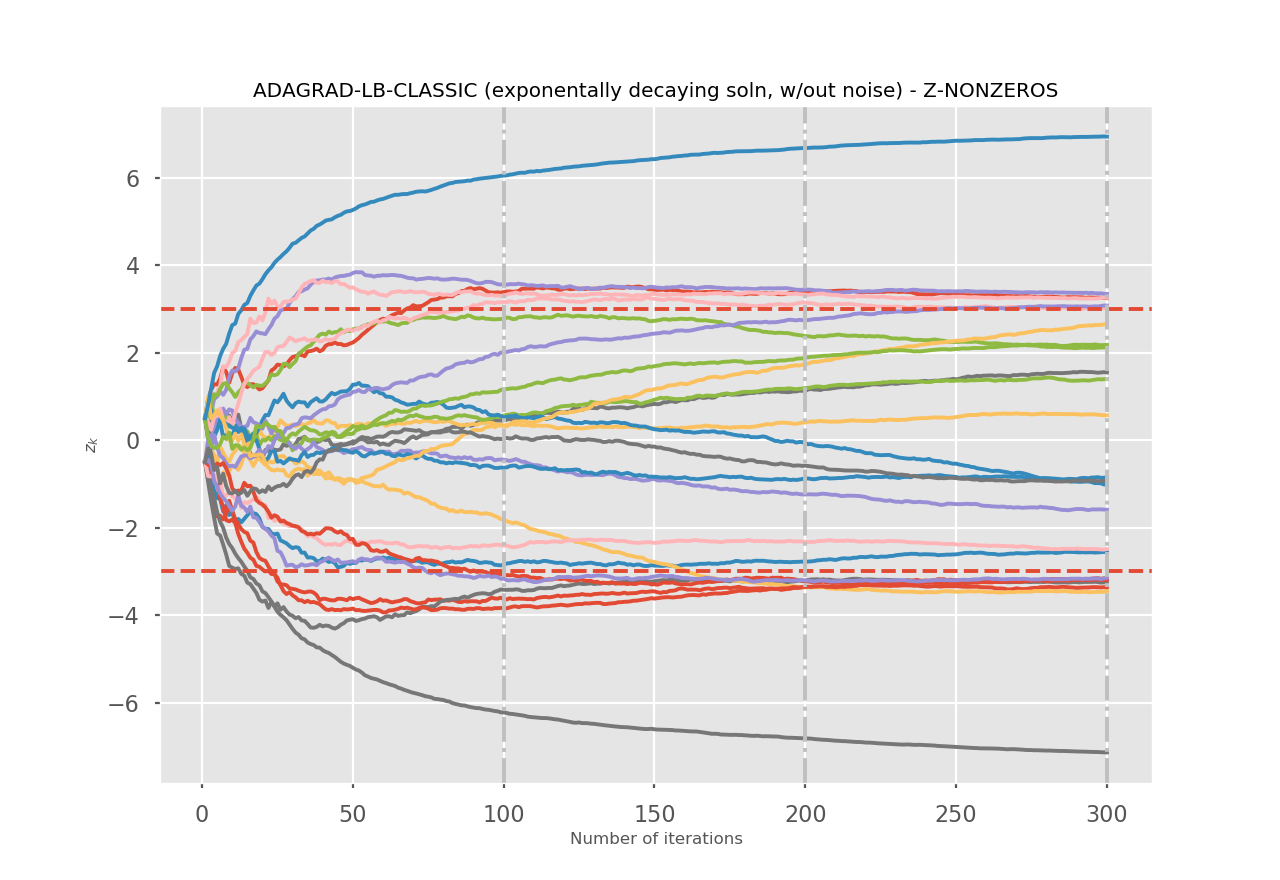 ADAGRAD-LB-CLASSIC (exponentially decaying soln, w/out noise) - Z-NONZEROS
6
4
2
0
−2
−4
−6
z_k
0 50 100 150 200 250 300
Number of iterations